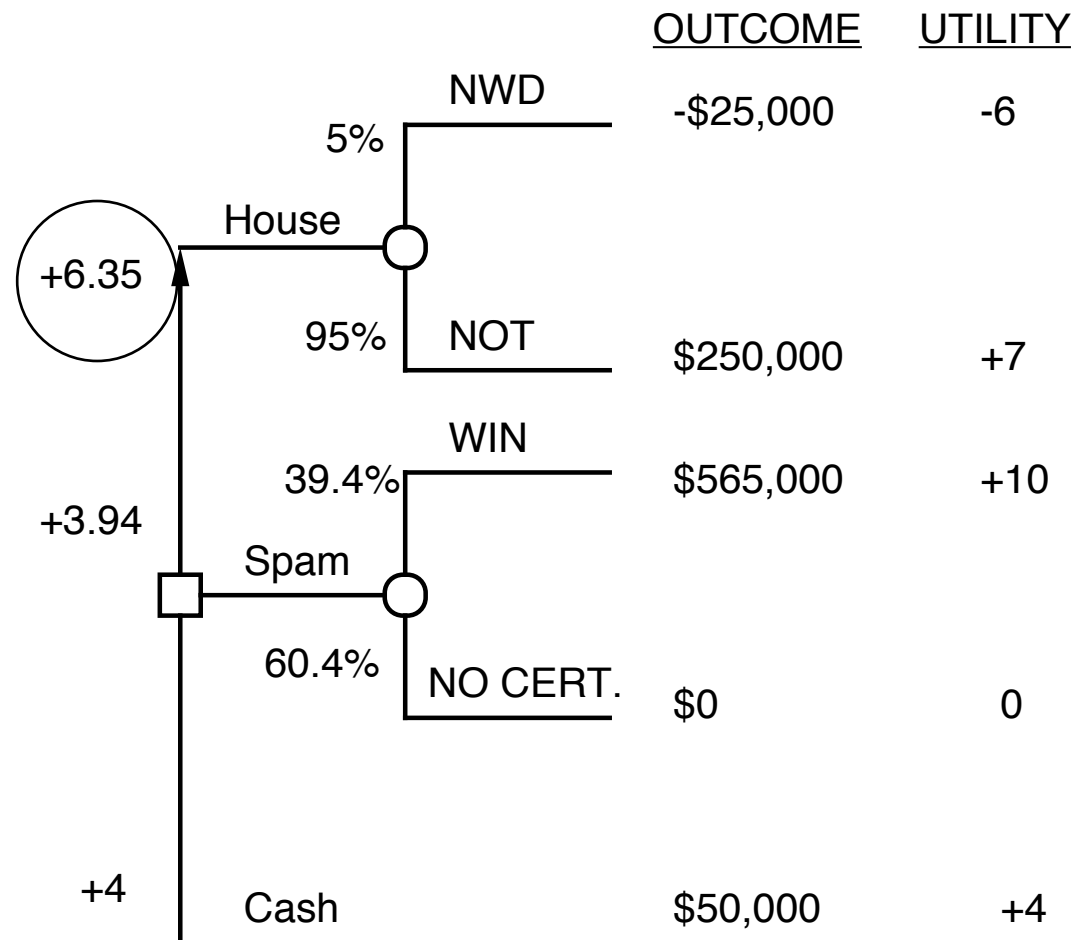 OUTCOME UTILITY
NWD -$25,000 -6
5%
House
+6.35
95% NOT $250,000 +7
WIN
39.4% $565,000 +10
+3.94
Spam
60.4% NO CERT. $0 0
+4 Cash $50,000 +4